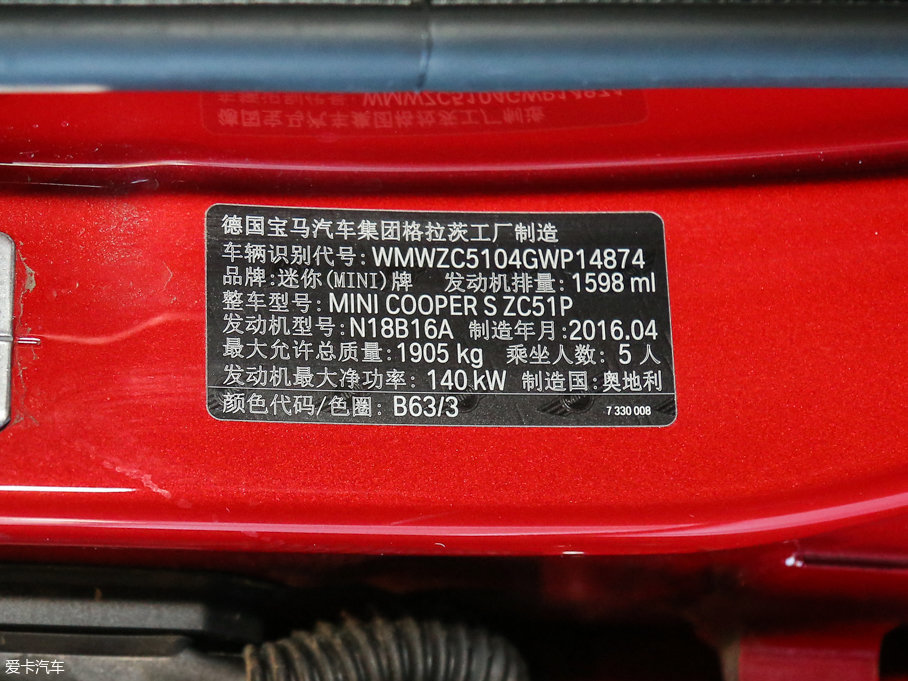 德国宝马汽车集团格拉茨工厂制造
车辆识别代号: WMWZC5104GWP14874
品牌:迷你(MINI)牌 发动机排量: 1598 ml
整车型号: MINI COOPER S ZC51P
发动机型号: N18B16A 制造年月:2016.04
最大允许总质量: 1905 kg 乘坐人数: 5 人
发动机最大净功率: 140 kW 制造国:奥地利
颜色代码/色圈: B63/3 7 330 008
爱卡汽车